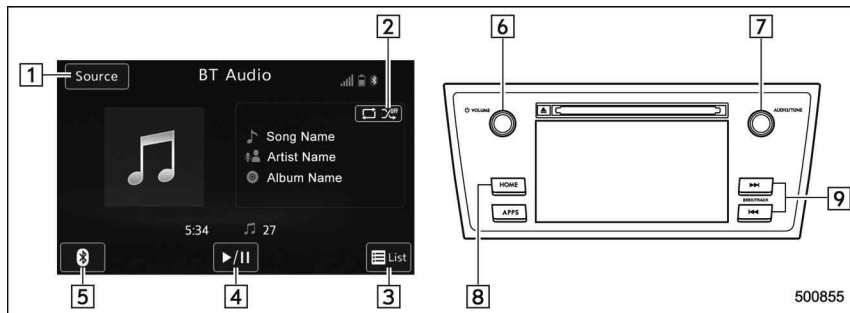 1
Source
BT Audio
2
OFF
Song Name
Artist Name
Album Name
5:34
27
List
5
4
3
6
7
VOLUME
AUDIO/TUNE
HOME
APPS
SEEK/TRACK
8
9
500855